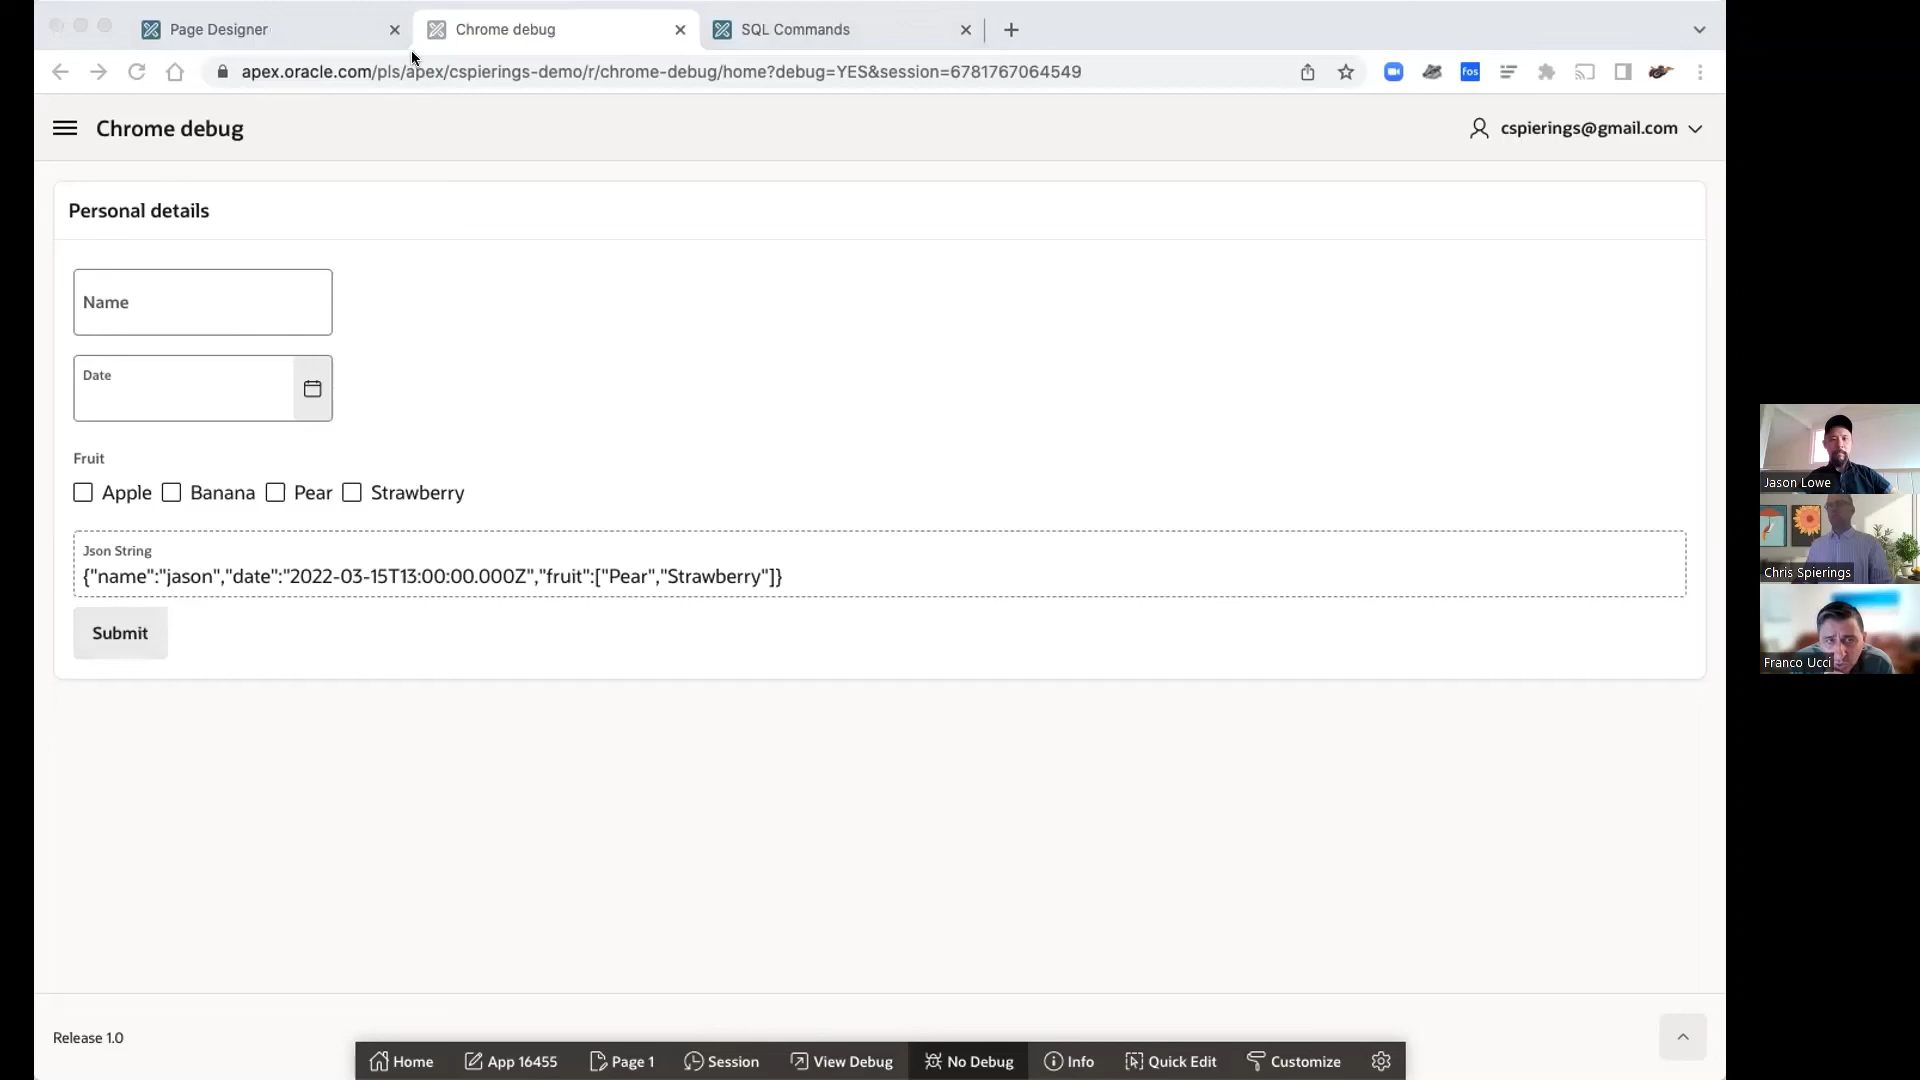 Page Designer
Chrome debug
SQL Commands
apex.oracle.com/pls/apex/cspierings-demo/r/chrome-debug/home?debug=YES&session=6781767064549
fos
Chrome debug
cspierings@gmail.com
Personal details
Name
Date
Fruit
Apple Banana Pear Strawberry
Json String
{"name":"jason","date":"2022-03-15T13:00:00.000Z","fruit":["Pear","Strawberry"]}
Submit
Jason Lowe
Chris Spierings
Franco Ucci
Release 1.0
Home App 16455 Page 1 Session View Debug No Debug Info Quick Edit Customize